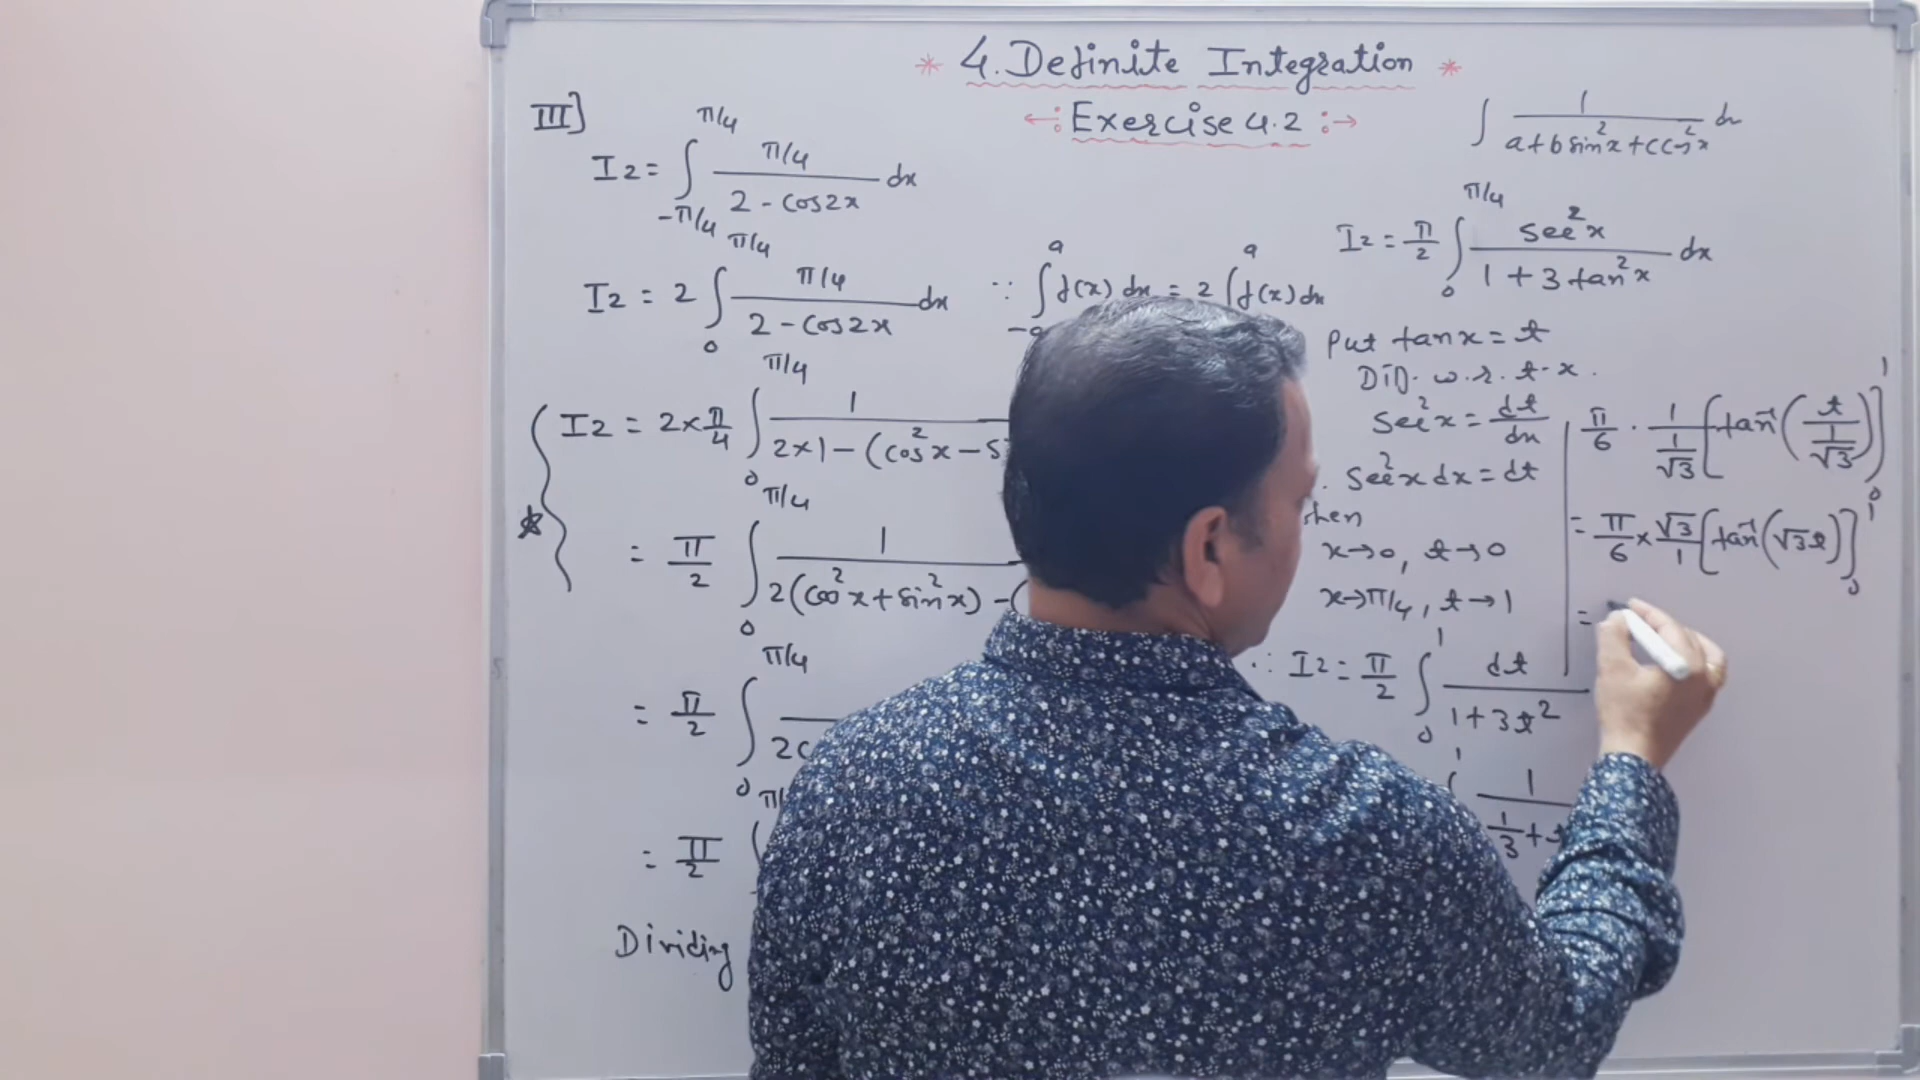 * 4. Definite Integration *
Exercise 4.2
III]
I2 = ∫_{-π/4}^{π/4} (π/4)/(2 - cos2x) dx
I2 = 2 ∫_0^{π/4} (π/4)/(2 - cos2x) dx ∵ ∫_{-a}^{a} f(x) dx = 2 ∫^{a} f(x) dx
I2 = 2 × π/4 ∫_0^{π/4} 1/(2×1 - (cos²x - s
= π/2 ∫_0^{π/4} 1/(2(cos²x + sin²x) - (
= π/2 ∫_0^{π/4}
= π/2
Dividing
∫ 1/(a + b sin²x + c cos²x) dx
I2 = π/2 ∫_0^{π/4} sec²x/(1 + 3 tan²x) dx
Put tan x = t
Diff. w.r.t. x.
sec²x = dt/dx
sec²x dx = dt
x → 0, t → 0
x → π/4, t → 1
∴ I2 = π/2 ∫_0^1 dt/(1 + 3t²)
π/6 · 1/(1/√3) [tan⁻¹(t/(1/√3))]_0^1
= π/6 × √3/1 [tan⁻¹(√3t)]_0^1
=